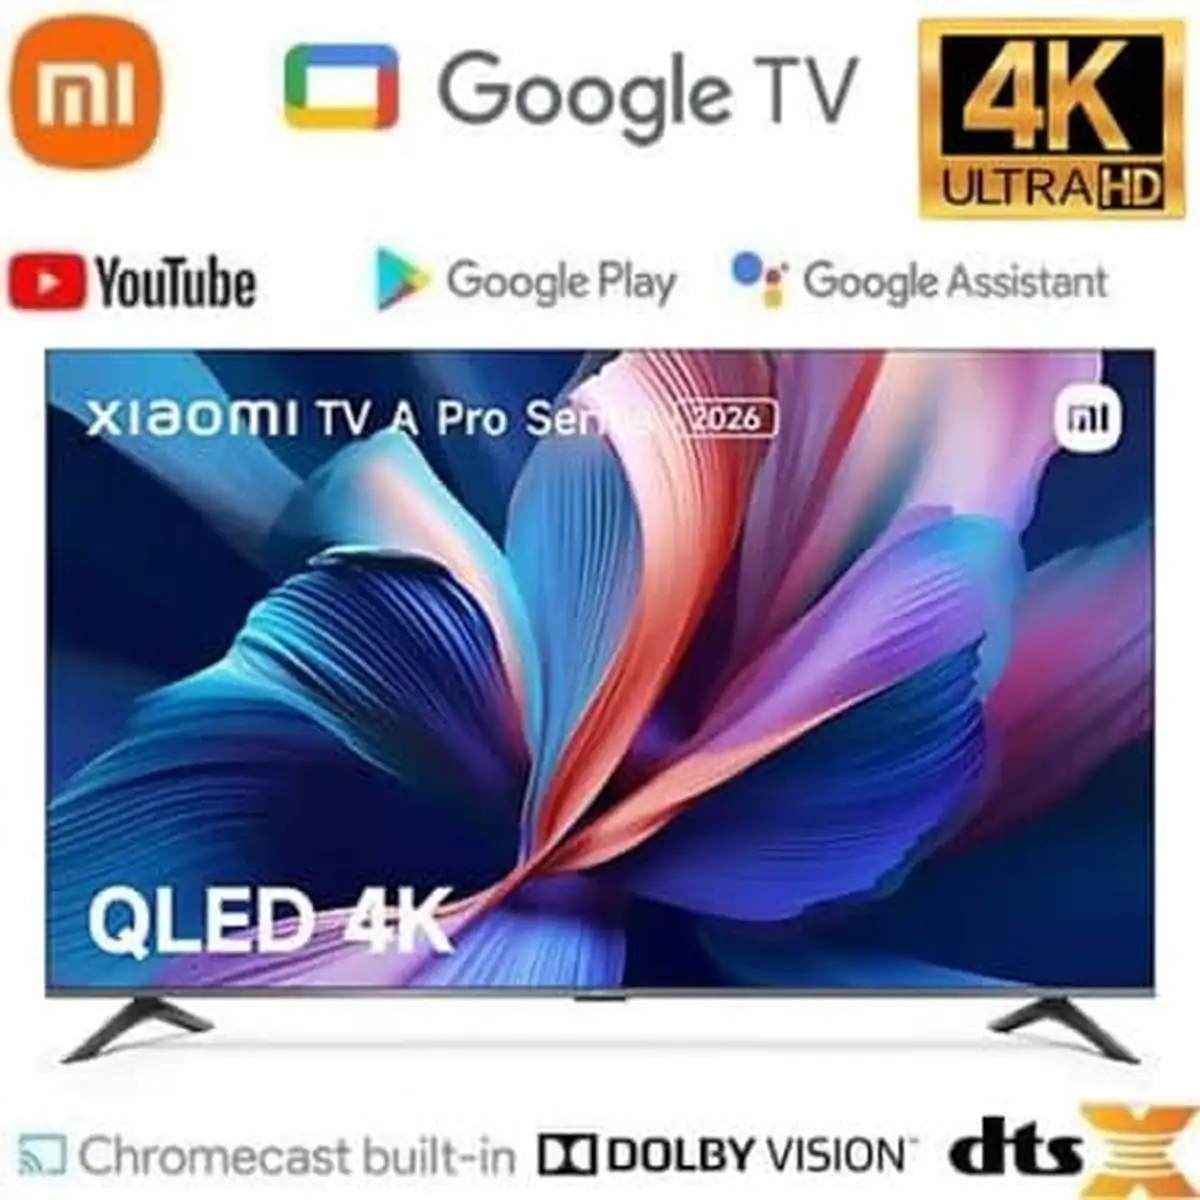 mi
Google TV
4K
ULTRA HD
YouTube
Google Play
Google Assistant
xiaomi TV A Pro Series 2026
mi
QLED 4K
Chromecast built-in
DOLBY VISION
dts X